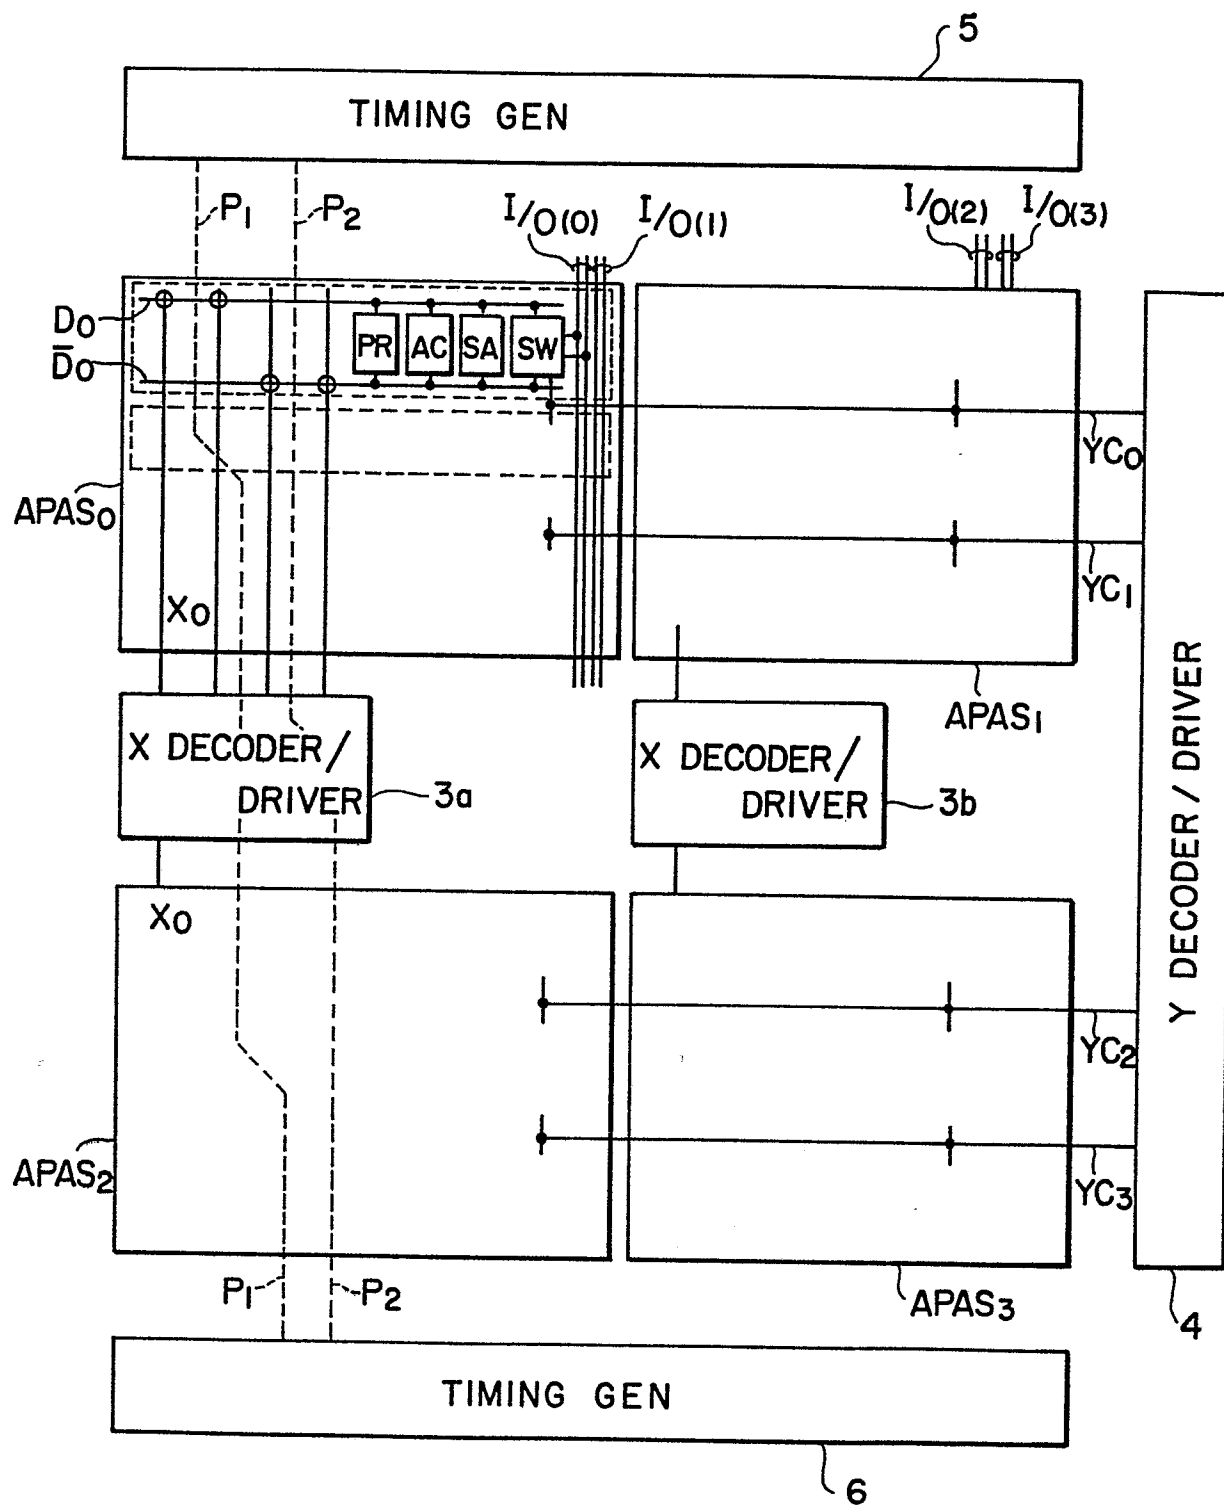 5
TIMING GEN
P1
P2
I/O(0)
I/O(1)
I/O(2)
I/O(3)
D0
D̅0
PR
AC
SA
SW
YC0
APAS0
YC1
X0
APAS1
X DECODER/
DRIVER
3a
X DECODER/
DRIVER
3b
Y DECODER / DRIVER
X0
YC2
APAS2
YC3
P1
P2
APAS3
4
TIMING GEN
6